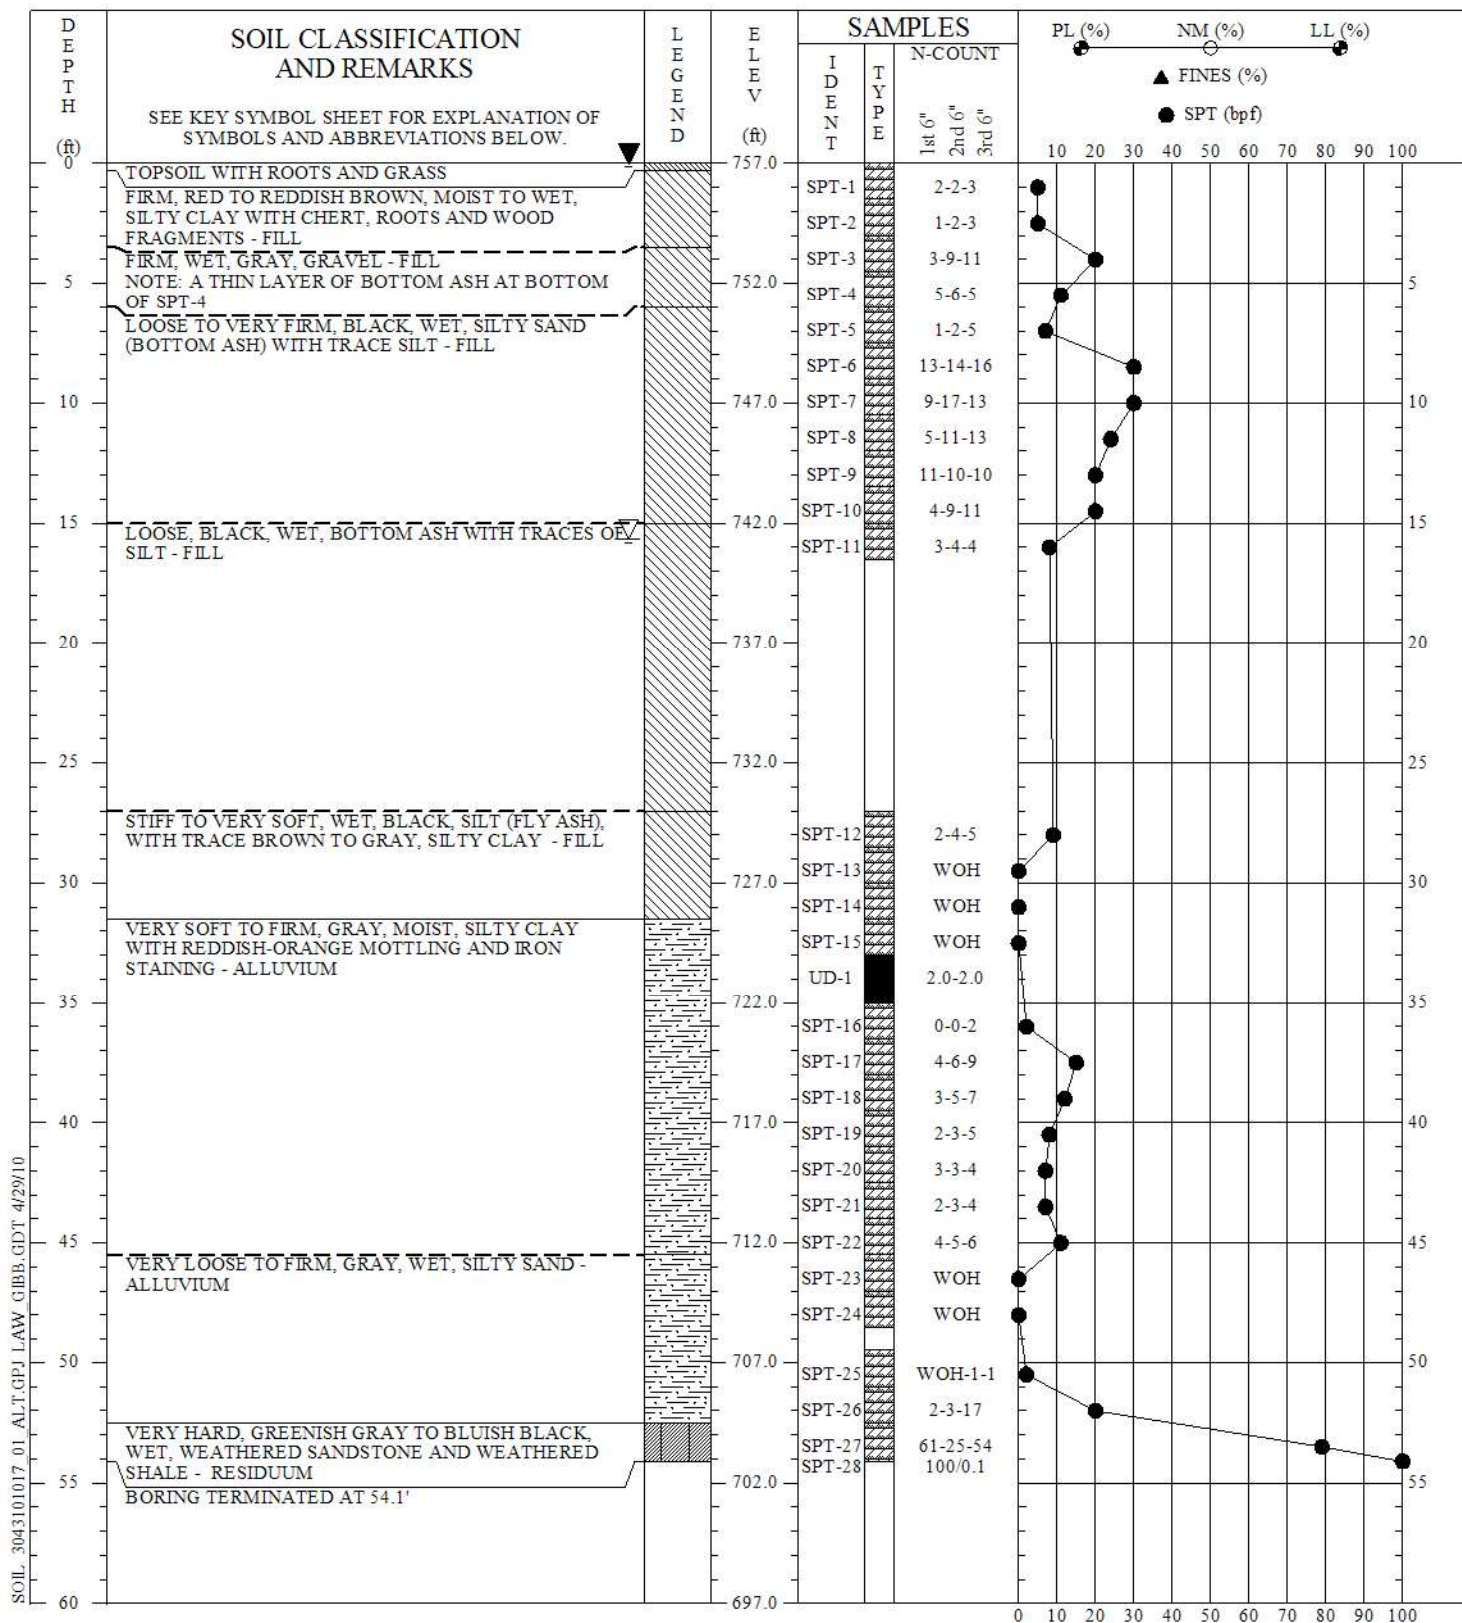 DEPTH
(ft)
SOIL CLASSIFICATION
AND REMARKS
SEE KEY SYMBOL SHEET FOR EXPLANATION OF
SYMBOLS AND ABBREVIATIONS BELOW.
LEGEND
ELEV
(ft)
SAMPLES
IDENT
TYPE
N-COUNT
1st 6"
2nd 6"
3rd 6"
PL (%) NM (%) LL (%)
FINES (%)
SPT (bpf)
10 20 30 40 50 60 70 80 90 100
0 757.0
TOPSOIL WITH ROOTS AND GRASS
FIRM, RED TO REDDISH BROWN, MOIST TO WET,
SILTY CLAY WITH CHERT, ROOTS AND WOOD
FRAGMENTS - FILL
SPT-1 2-2-3
SPT-2 1-2-3
FIRM, WET, GRAY, GRAVEL - FILL
NOTE: A THIN LAYER OF BOTTOM ASH AT BOTTOM
OF SPT-4
SPT-3 3-9-11
5 752.0 5
SPT-4 5-6-5
LOOSE TO VERY FIRM, BLACK, WET, SILTY SAND
(BOTTOM ASH) WITH TRACE SILT - FILL
SPT-5 1-2-5
SPT-6 13-14-16
10 747.0 SPT-7 9-17-13 10
SPT-8 5-11-13
SPT-9 11-10-10
SPT-10 4-9-11
15 742.0 15
LOOSE, BLACK, WET, BOTTOM ASH WITH TRACES OF
SILT - FILL
SPT-11 3-4-4
20 737.0 20
25 732.0 25
STIFF TO VERY SOFT, WET, BLACK, SILT (FLY ASH),
WITH TRACE BROWN TO GRAY, SILTY CLAY - FILL
SPT-12 2-4-5
SPT-13 WOH
30 727.0 30
SPT-14 WOH
VERY SOFT TO FIRM, GRAY, MOIST, SILTY CLAY
WITH REDDISH-ORANGE MOTTLING AND IRON
STAINING - ALLUVIUM
SPT-15 WOH
UD-1 2.0-2.0
35 722.0 35
SPT-16 0-0-2
SPT-17 4-6-9
SPT-18 3-5-7
40 717.0 40
SPT-19 2-3-5
SPT-20 3-3-4
SPT-21 2-3-4
45 712.0 SPT-22 4-5-6 45
VERY LOOSE TO FIRM, GRAY, WET, SILTY SAND -
ALLUVIUM
SPT-23 WOH
SPT-24 WOH
50 707.0 50
SPT-25 WOH-1-1
SPT-26 2-3-17
VERY HARD, GREENISH GRAY TO BLUISH BLACK,
WET, WEATHERED SANDSTONE AND WEATHERED
SHALE - RESIDUUM
SPT-27 61-25-54
SPT-28 100/0.1
55 702.0 55
BORING TERMINATED AT 54.1'
60 697.0
0 10 20 30 40 50 60 70 80 90 100
SOIL 3043101017_01_ALT.GPJ LAW_GIBB.GDT 4/29/10